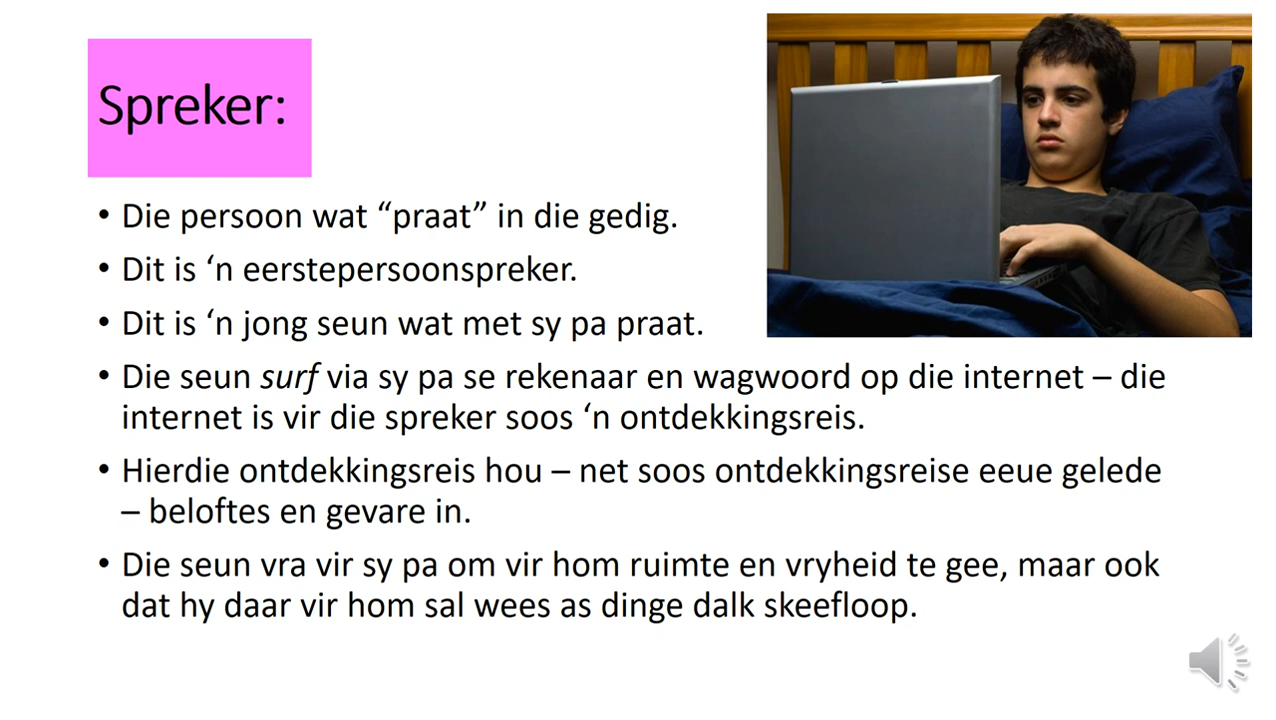 Spreker:
• Die persoon wat “praat” in die gedig.
• Dit is ‘n eerstepersoonspreker.
• Dit is ‘n jong seun wat met sy pa praat.
• Die seun surf via sy pa se rekenaar en wagwoord op die internet – die
internet is vir die spreker soos ‘n ontdekkingsreis.
• Hierdie ontdekkingsreis hou – net soos ontdekkingsreise eeue gelede
– beloftes en gevare in.
• Die seun vra vir sy pa om vir hom ruimte en vryheid te gee, maar ook
dat hy daar vir hom sal wees as dinge dalk skeefloop.